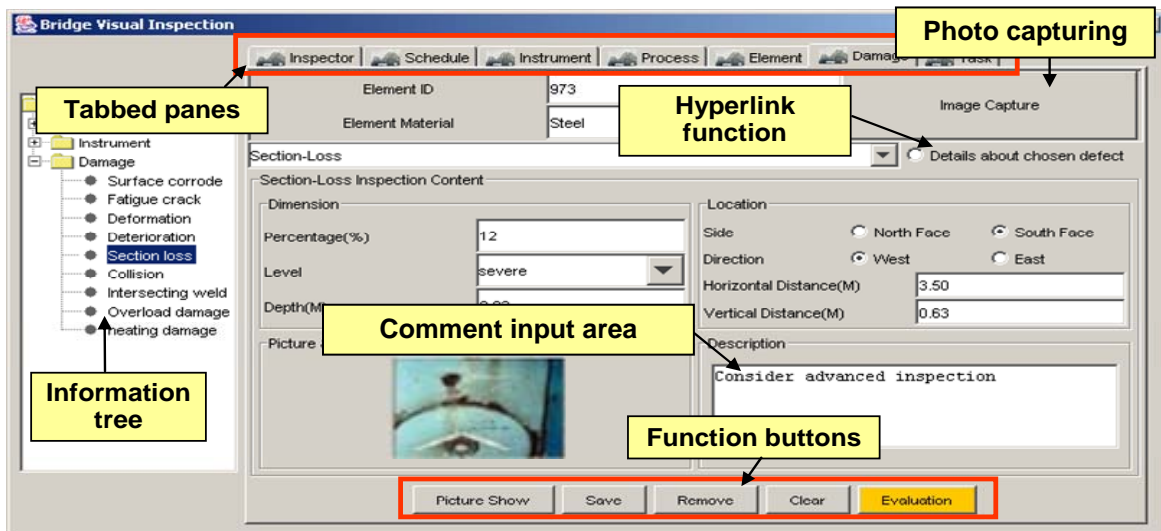 Bridge Visual Inspection
Photo capturing
Inspector
Schedule
Instrument
Process
Element
Damage
Task
Tabbed panes
Element ID
973
Hyperlink function
Image Capture
Element Material
Steel
Instrument
Damage
Section-Loss
Details about chosen defect
Surface corrode
Fatigue crack
Deformation
Deterioration
Section loss
Collision
Intersecting weld
Overload damage
heating damage
Section-Loss Inspection Content
Dimension
Percentage(%)
12
Level
severe
Depth(M)
Location
Side
North Face
South Face
Direction
West
East
Horizontal Distance(M)
3.50
Vertical Distance(M)
0.63
Comment input area
Picture
Description
Consider advanced inspection
Information tree
Function buttons
Picture Show
Save
Remove
Clear
Evaluation